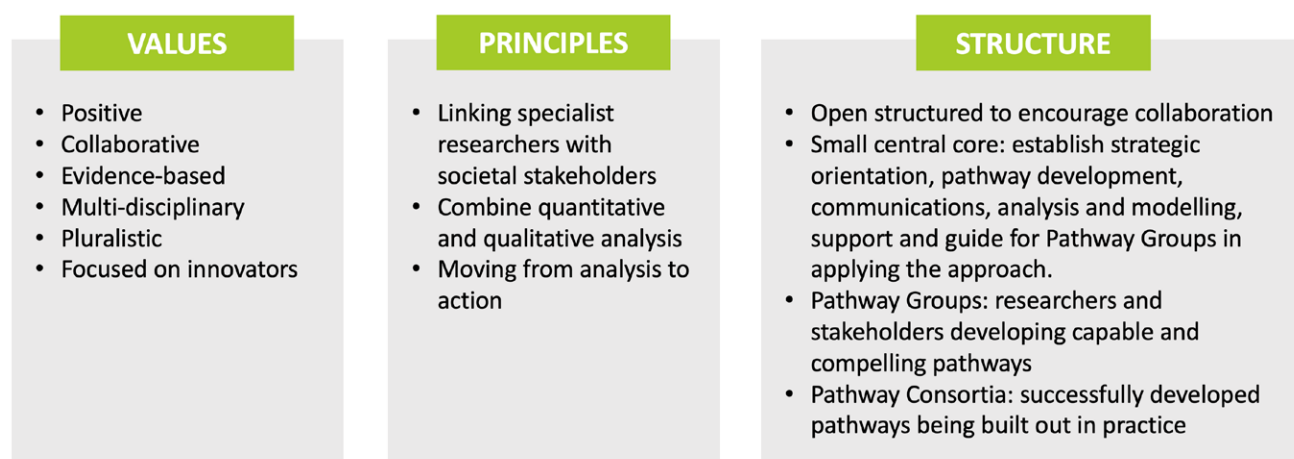 VALUES
• Positive
• Collaborative
• Evidence-based
• Multi-disciplinary
• Pluralistic
• Focused on innovators
PRINCIPLES
• Linking specialist
researchers with
societal stakeholders
• Combine quantitative
and qualitative analysis
• Moving from analysis to
action
STRUCTURE
• Open structured to encourage collaboration
• Small central core: establish strategic
orientation, pathway development,
communications, analysis and modelling,
support and guide for Pathway Groups in
applying the approach.
• Pathway Groups: researchers and
stakeholders developing capable and
compelling pathways
• Pathway Consortia: successfully developed
pathways being built out in practice